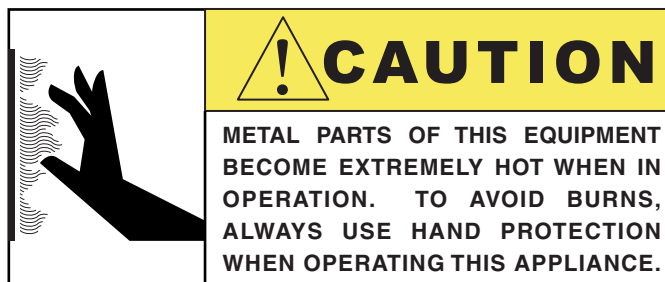 CAUTION
METAL PARTS OF THIS EQUIPMENT
BECOME EXTREMELY HOT WHEN IN
OPERATION. TO AVOID BURNS,
ALWAYS USE HAND PROTECTION
WHEN OPERATING THIS APPLIANCE.